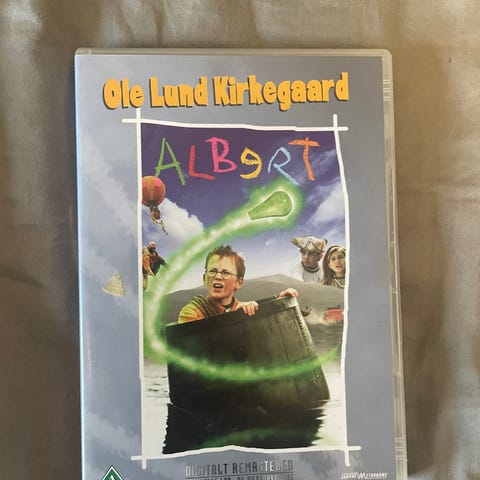 Ole Lund Kirkegaard
ALBERT
DIGITALT REMASTERED
A